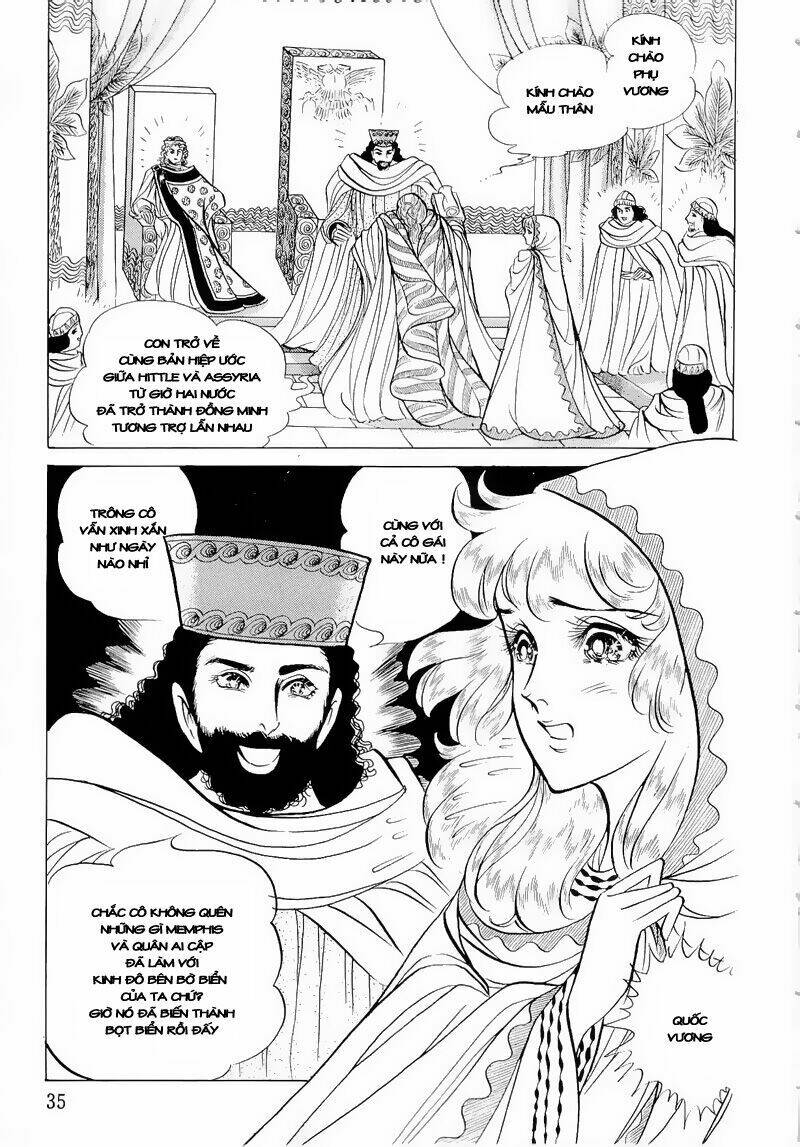 KÍNH
CHÀO
PHỤ
VƯƠNG
KÍNH CHÀO
MẪU THÂN
CON TRỞ VỀ
CÙNG BẢN HIỆP ƯỚC
GIỮA HITTLE VÀ ASSYRIA
TỪ GIỜ HAI NƯỚC
ĐÃ TRỞ THÀNH ĐỒNG MINH
TƯƠNG TRỢ LẪN NHAU
CÙNG VỚI
CẢ CÔ GÁI
NÀY NỮA !
TRÔNG CÔ
VẪN XINH XẮN
NHƯ NGÀY
NÀO NHỈ
CHẮC CÔ KHÔNG QUÊN
NHỮNG GÌ MEMPHIS
VÀ QUÂN AI CẬP
ĐÃ LÀM VỚI
KINH ĐÔ BÊN BỜ BIỂN
CỦA TA CHỨ?
GIỜ NÓ ĐÃ BIẾN THÀNH
BỌT BIỂN RỒI ĐẤY
QUỐC
VƯƠNG
35